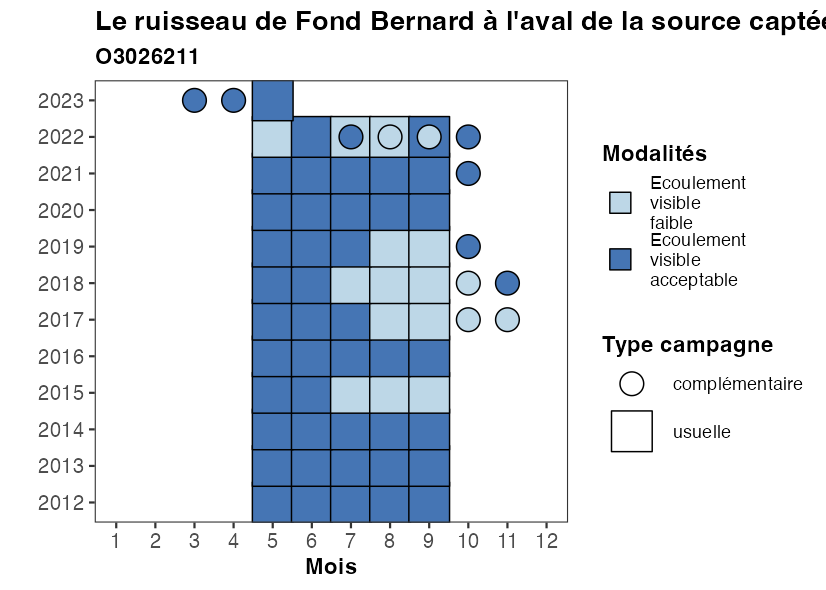 Le ruisseau de Fond Bernard à l'aval de la source captée
O3026211
2023
2022
2021
2020
2019
2018
2017
2016
2015
2014
2013
2012
1 2 3 4 5 6 7 8 9 10 11 12
Mois
Modalités
Ecoulement
visible
faible
Ecoulement
visible
acceptable
Type campagne
complémentaire
usuelle